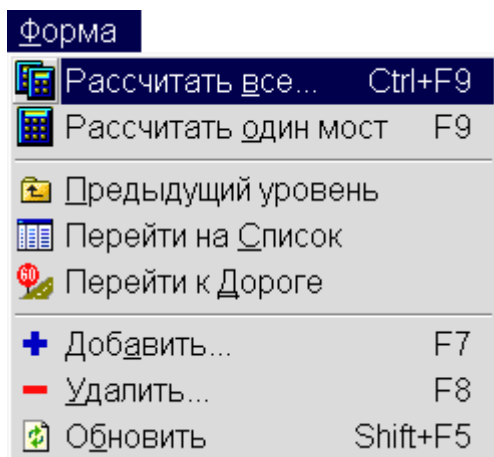 Форма
Рассчитать все... Ctrl+F9
Рассчитать один мост F9
Предыдущий уровень
Перейти на Список
60
Перейти к Дороге
Добавить... F7
Удалить... F8
Обновить Shift+F5